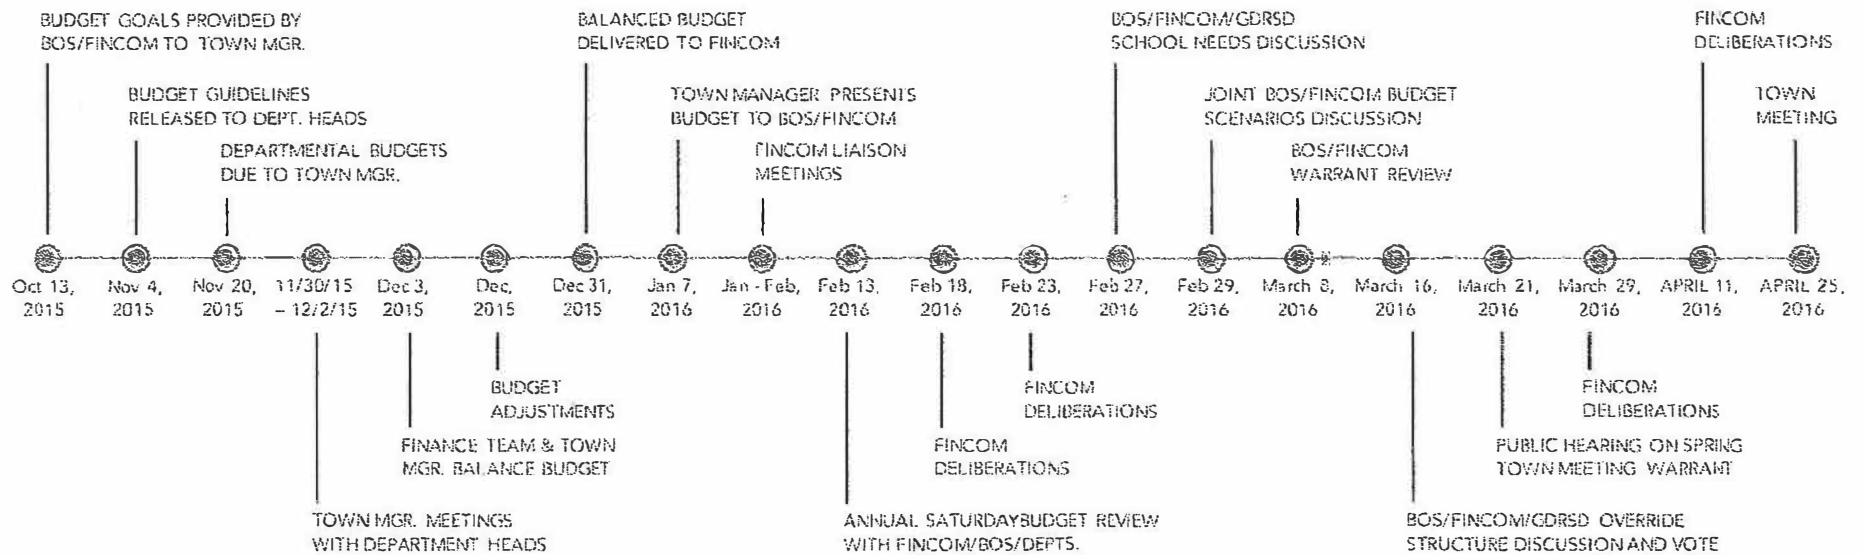 BUDGET GOALS PROVIDED BY
BOS/FINCOM TO TOWN MGR.
BUDGET GUIDELINES
RELEASED TO DEPT. HEADS
DEPARTMENTAL BUDGETS
DUE TO TOWN MGR.
BALANCED BUDGET
DELIVERED TO FINCOM
TOWN MANAGER PRESENTS
BUDGET TO BOS/FINCOM
FINCOM LIAISON
MEETINGS
BOS/FINCOM/GDRSD
SCHOOL NEEDS DISCUSSION
JOINT BOS/FINCOM BUDGET
SCENARIOS DISCUSSION
BOS/FINCOM
WARRANT REVIEW
FINCOM
DELIBERATIONS
TOWN
MEETING
Oct 13,
2015
Nov 4,
2015
Nov 20,
2015
11/30/15
– 12/2/15
Dec 3,
2015
Dec,
2015
Dec 31,
2015
Jan 7,
2016
Jan - Feb,
2016
Feb 13,
2016
Feb 18,
2016
Feb 23,
2016
Feb 27,
2016
Feb 29,
2016
March 8,
2016
March 16,
2016
March 21,
2016
March 29,
2016
APRIL 11,
2016
APRIL 25,
2016
TOWN MGR. MEETINGS
WITH DEPARTMENT HEADS
FINANCE TEAM & TOWN
MGR. BALANCE BUDGET
BUDGET
ADJUSTMENTS
ANNUAL SATURDAYBUDGET REVIEW
WITH FINCOM/BOS/DEPTS.
FINCOM
DELIBERATIONS
FINCOM
DELIBERATIONS
BOS/FINCOM/GDRSD OVERRIDE
STRUCTURE DISCUSSION AND VOTE
PUBLIC HEARING ON SPRING
TOWN MEETING WARRANT
FINCOM
DELIBERATIONS